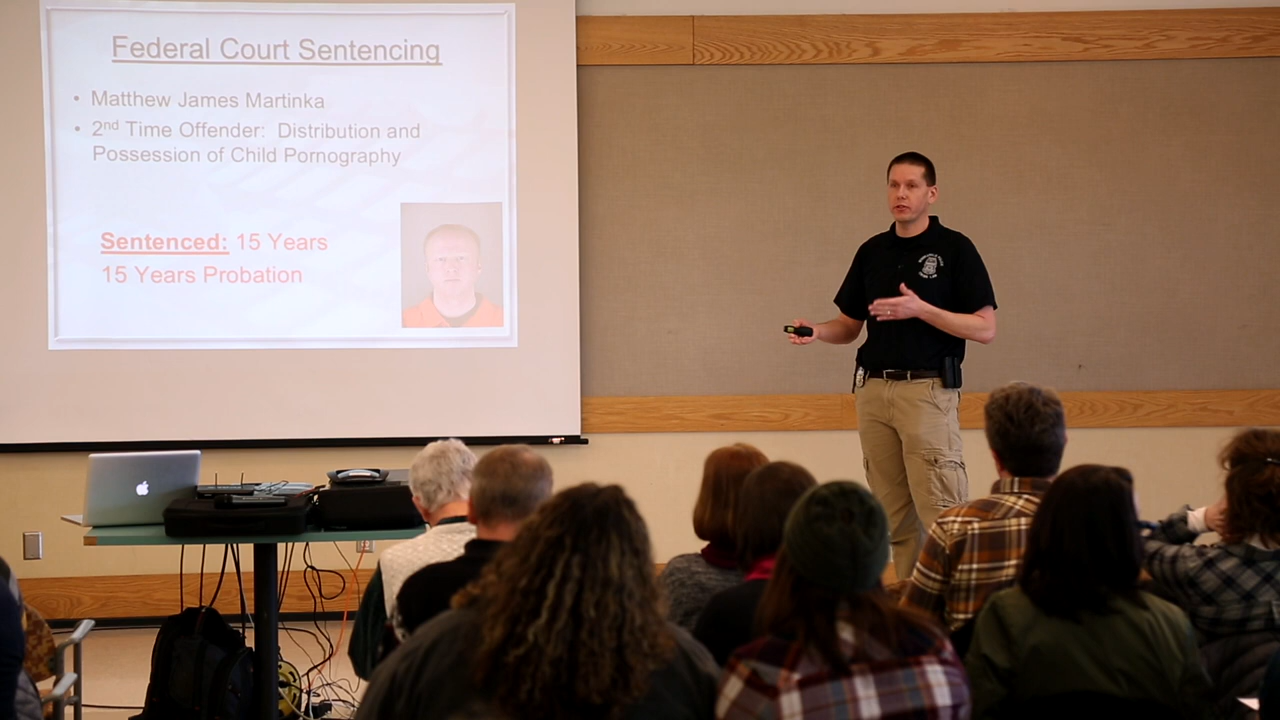 Federal Court Sentencing
• Matthew James Martinka
• 2nd Time Offender: Distribution and
Possession of Child Pornography
Sentenced: 15 Years
15 Years Probation